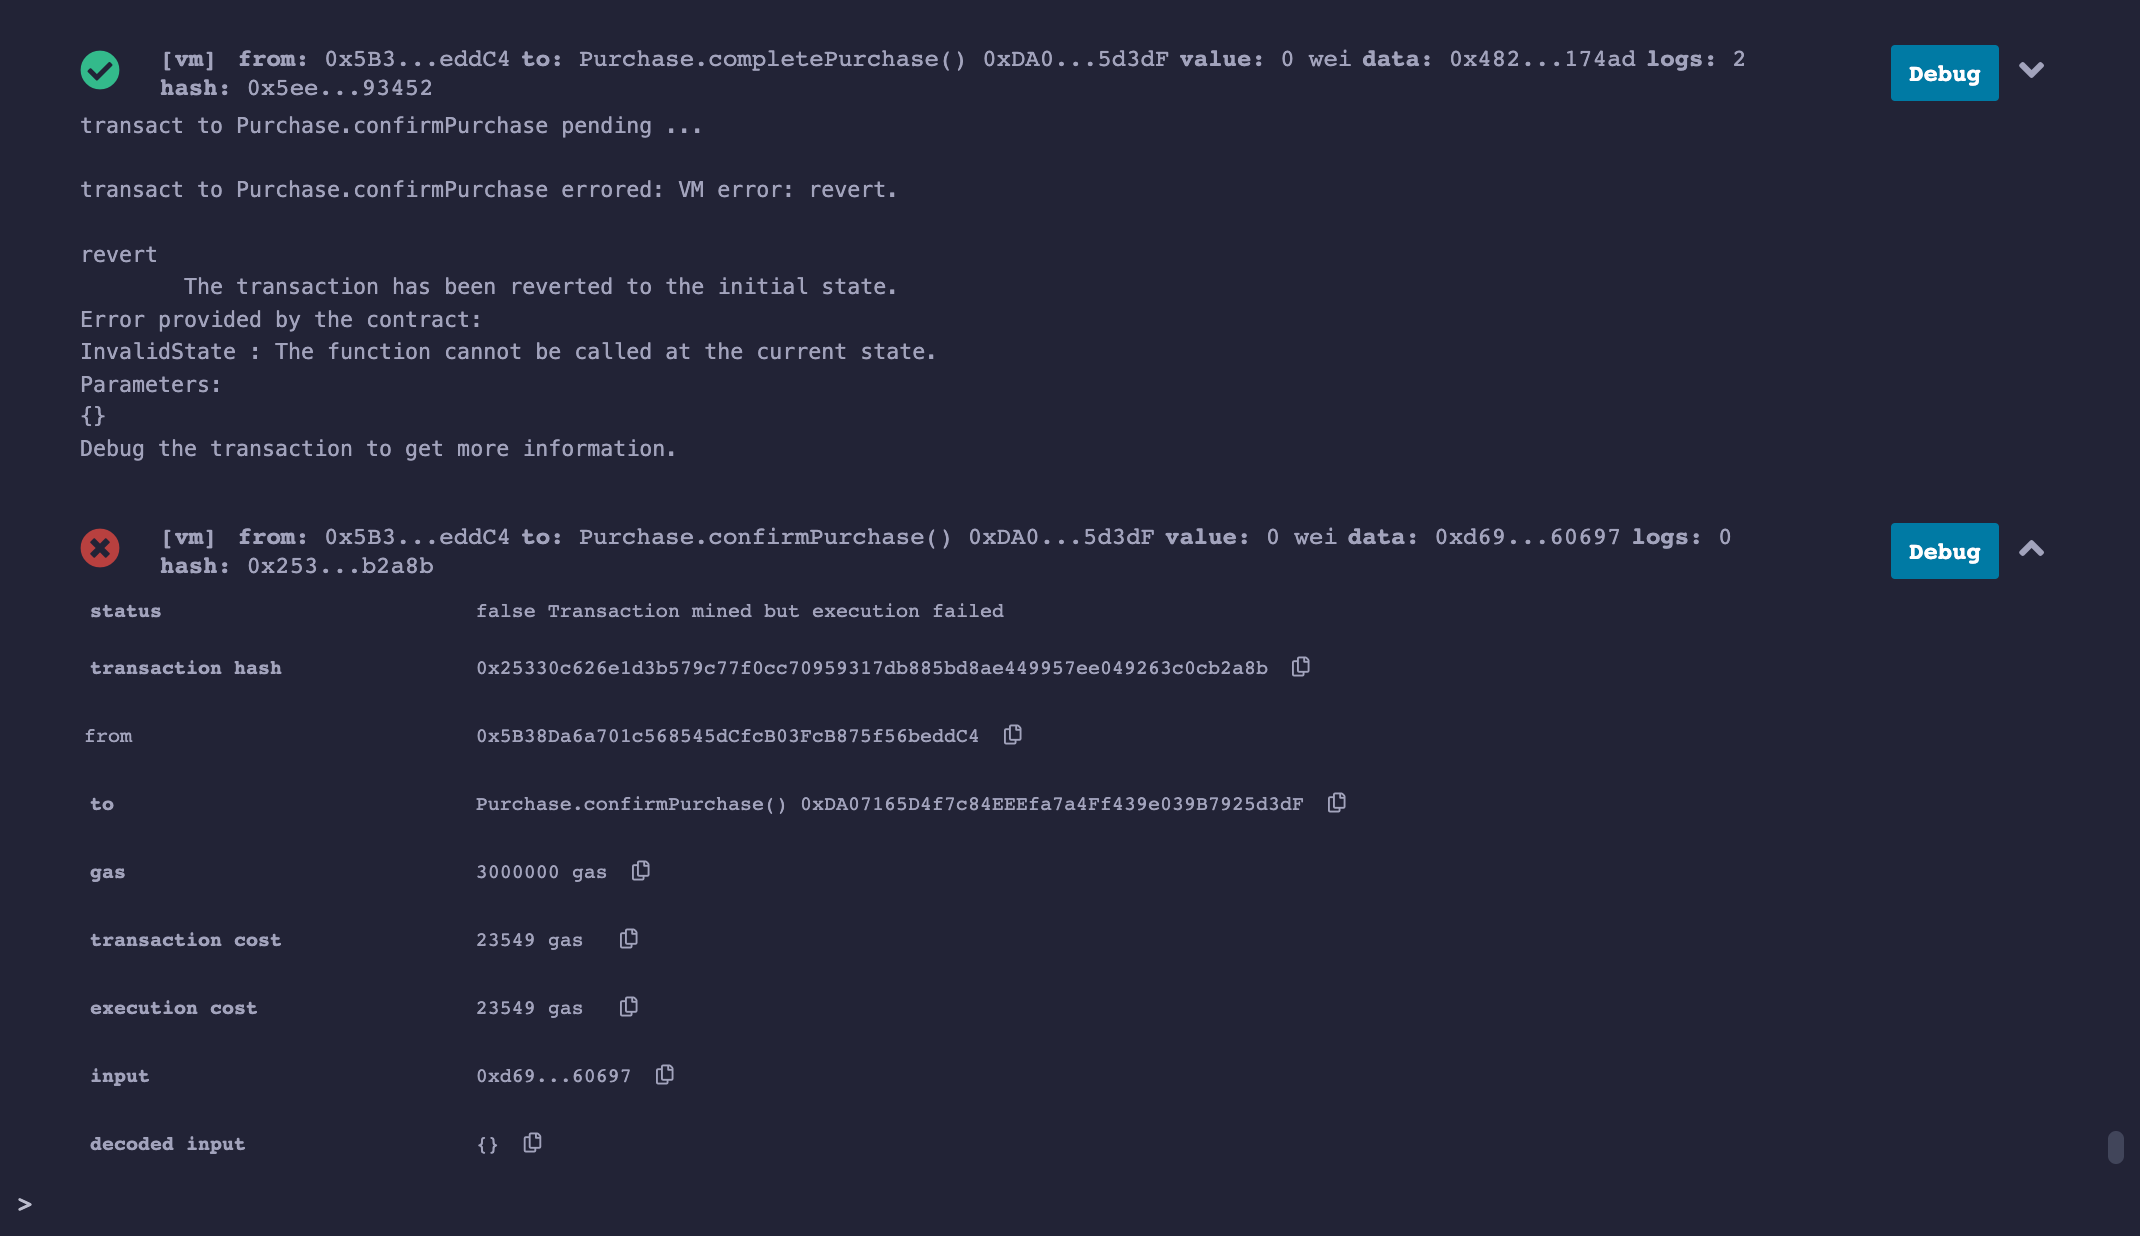 [vm] from: 0x5B3...eddC4 to: Purchase.completePurchase() 0xDA0...5d3dF value: 0 wei data: 0x482...174ad logs: 2
hash: 0x5ee...93452
Debug
transact to Purchase.confirmPurchase pending ...
transact to Purchase.confirmPurchase errored: VM error: revert.
revert
The transaction has been reverted to the initial state.
Error provided by the contract:
InvalidState : The function cannot be called at the current state.
Parameters:
{}
Debug the transaction to get more information.
[vm] from: 0x5B3...eddC4 to: Purchase.confirmPurchase() 0xDA0...5d3dF value: 0 wei data: 0xd69...60697 logs: 0
hash: 0x253...b2a8b
Debug
status false Transaction mined but execution failed
transaction hash 0x25330c626e1d3b579c77f0cc70959317db885bd8ae449957ee049263c0cb2a8b
from 0x5B38Da6a701c568545dCfcB03FcB875f56beddC4
to Purchase.confirmPurchase() 0xDA07165D4f7c84EEEfa7a4Ff439e039B7925d3dF
gas 3000000 gas
transaction cost 23549 gas
execution cost 23549 gas
input 0xd69...60697
decoded input {}
>